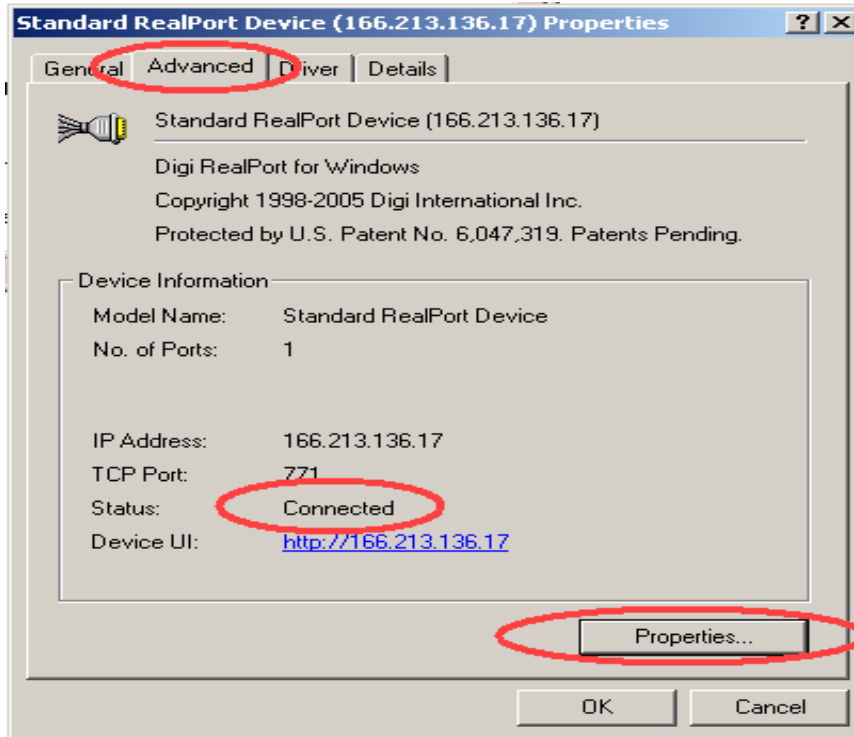 Standard RealPort Device (166.213.136.17) Properties
General Advanced Driver Details
Standard RealPort Device (166.213.136.17)
Digi RealPort for Windows
Copyright 1998-2005 Digi International Inc.
Protected by U.S. Patent No. 6,047,319. Patents Pending.
Device Information
Model Name: Standard RealPort Device
No. of Ports: 1
IP Address: 166.213.136.17
TCP Port: 771
Status: Connected
Device UI: http://166.213.136.17
Properties...
OK Cancel